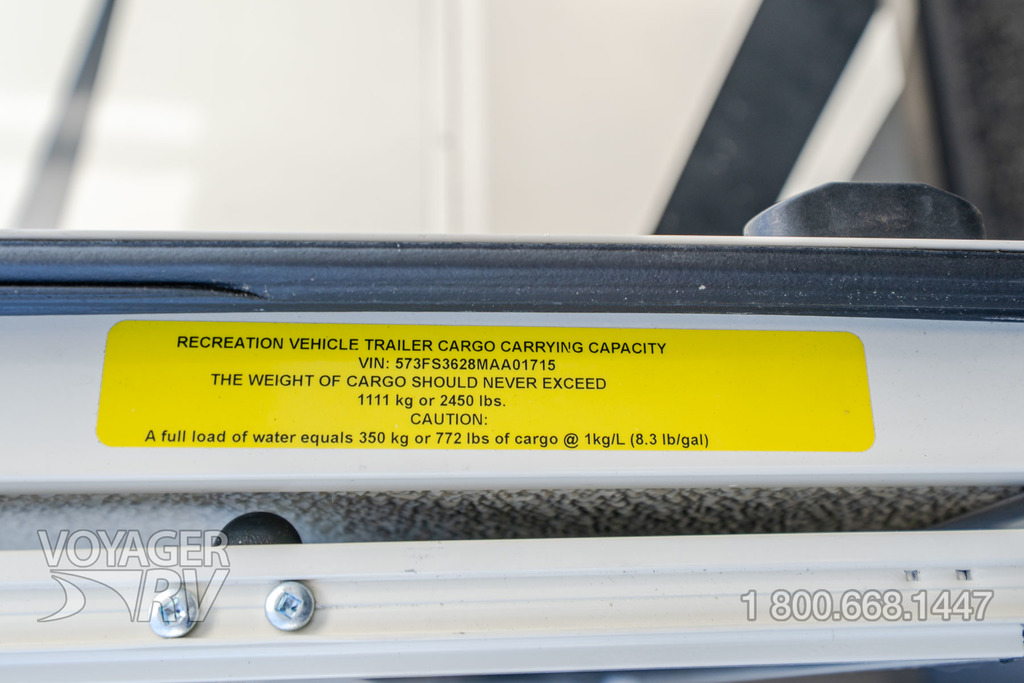 RECREATION VEHICLE TRAILER CARGO CARRYING CAPACITY
VIN: 573FS3628MAA01715
THE WEIGHT OF CARGO SHOULD NEVER EXCEED
1111 kg or 2450 lbs.
CAUTION:
A full load of water equals 350 kg or 772 lbs of cargo @ 1kg/L (8.3 lb/gal)
VOYAGER
RV
1 800.668.1447